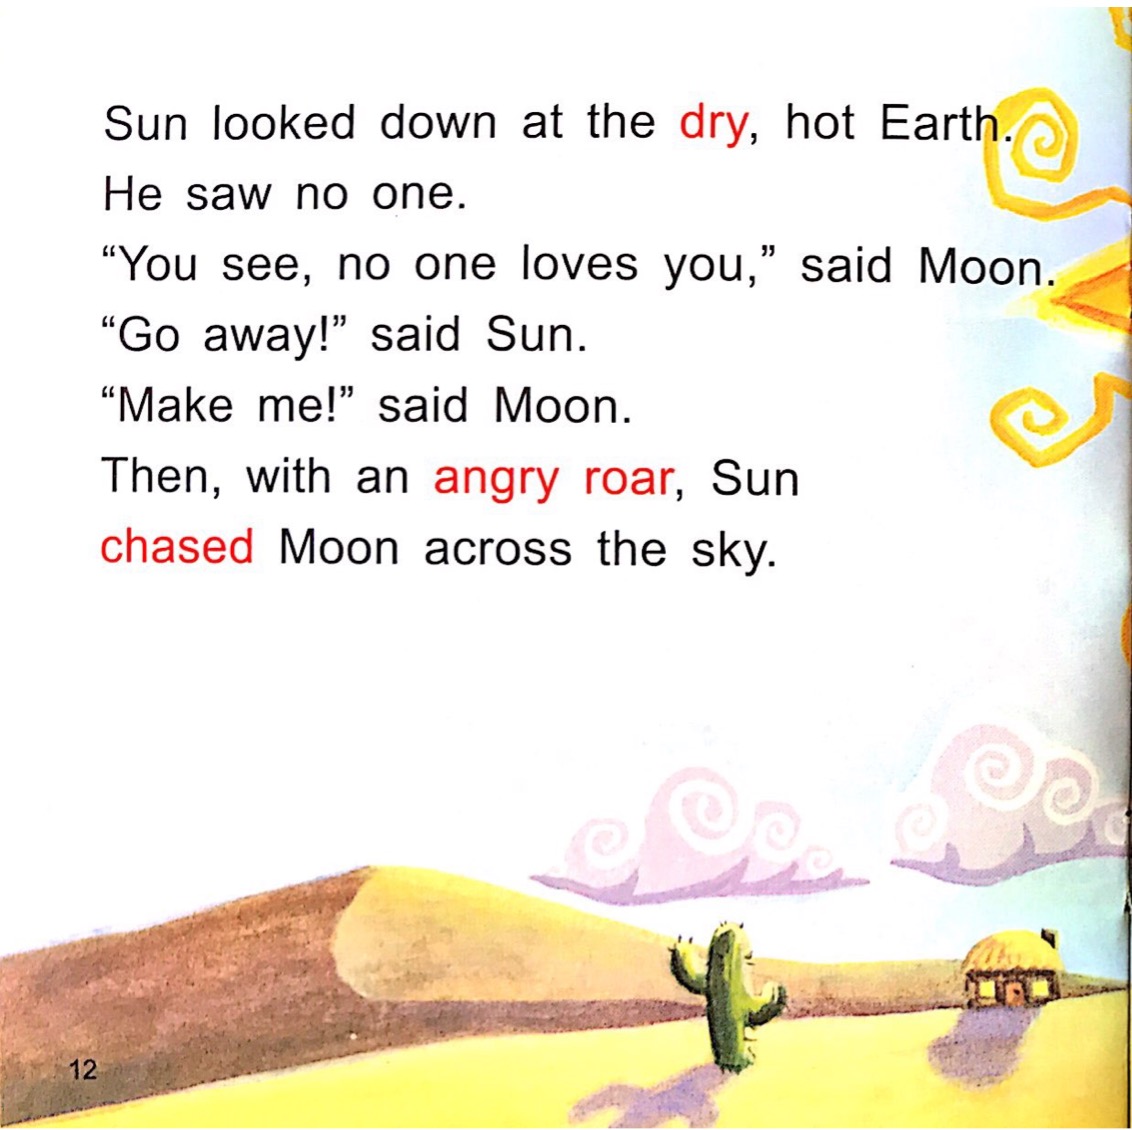 Sun looked down at the dry, hot Earth.
He saw no one.
“You see, no one loves you,” said Moon.
“Go away!” said Sun.
“Make me!” said Moon.
Then, with an angry roar, Sun
chased Moon across the sky.
12